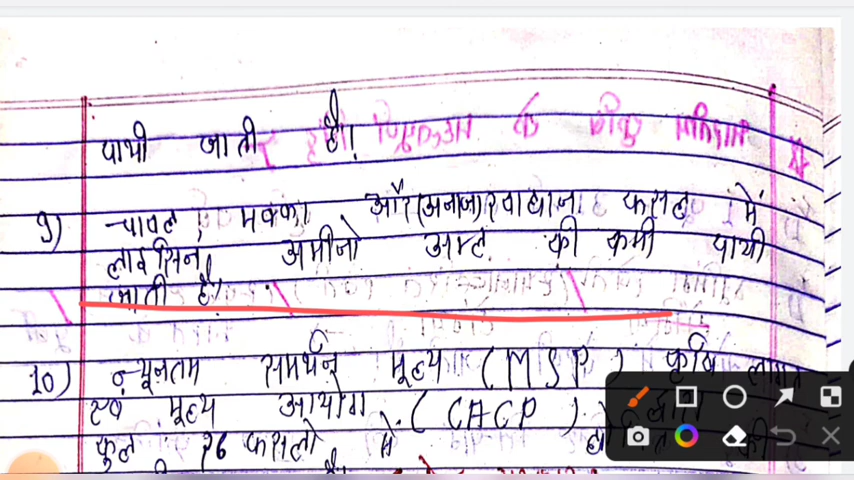 पायी जाती है।
9) चावल, मक्का और (अनाज) खाद्यान फसल में
लाइसिन अमीनो अम्ल की कमी पायी
जाती है।
10) न्यूनतम समर्थन मूल्य (MSP) कृषि लागत
एवं मूल्य आयोग (CACP) द्वारा
कुल 26 फसलो में की